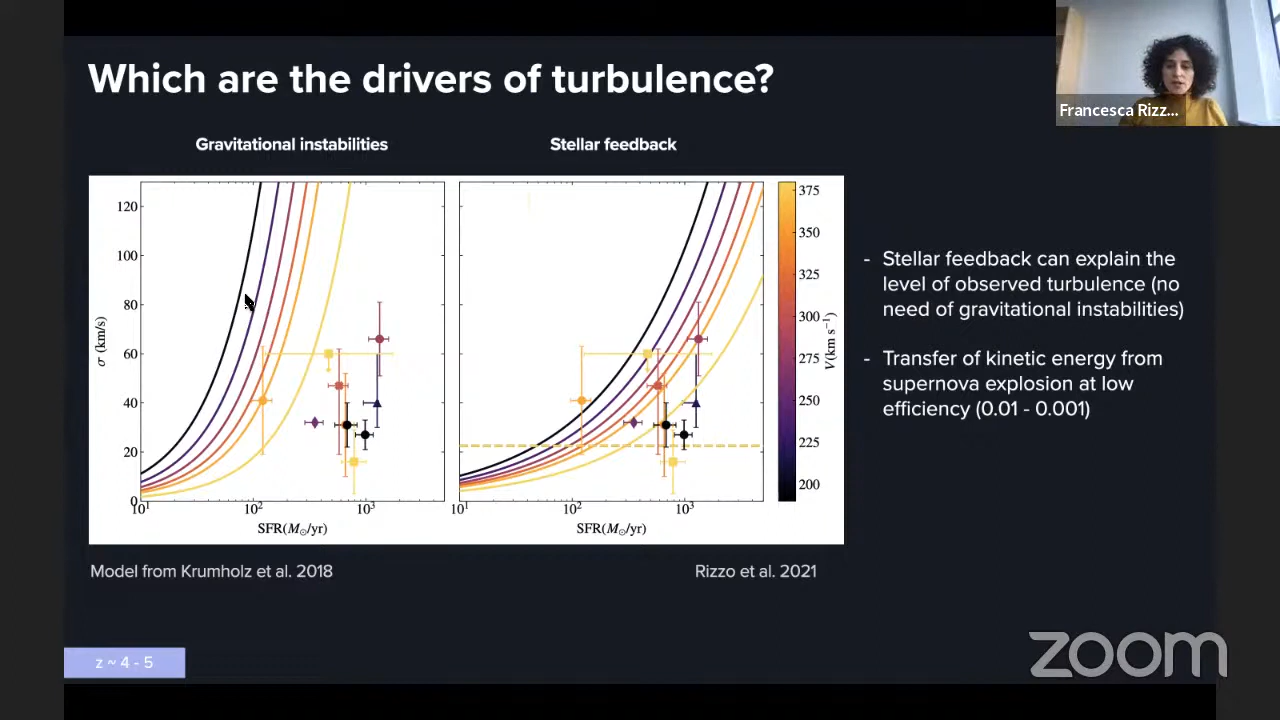 Which are the drivers of turbulence?
Francesca Rizz...
Gravitational instabilities
Stellar feedback
120
100
80
60
40
20
0
σ (km/s)
10¹
10²
10³
SFR(M⊙/yr)
10¹
10²
10³
SFR(M⊙/yr)
375
350
325
300
275
250
225
200
V(km s⁻¹)
- Stellar feedback can explain the
level of observed turbulence (no
need of gravitational instabilities)
- Transfer of kinetic energy from
supernova explosion at low
efficiency (0.01 - 0.001)
Model from Krumholz et al. 2018
Rizzo et al. 2021
z ~ 4 - 5
zoom